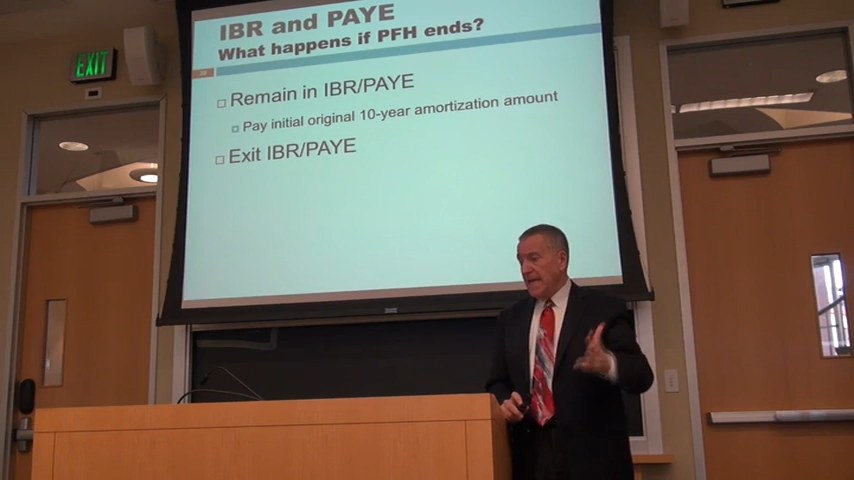 IBR and PAYE
What happens if PFH ends?
EXIT
Remain in IBR/PAYE
Pay initial original 10-year amortization amount
Exit IBR/PAYE